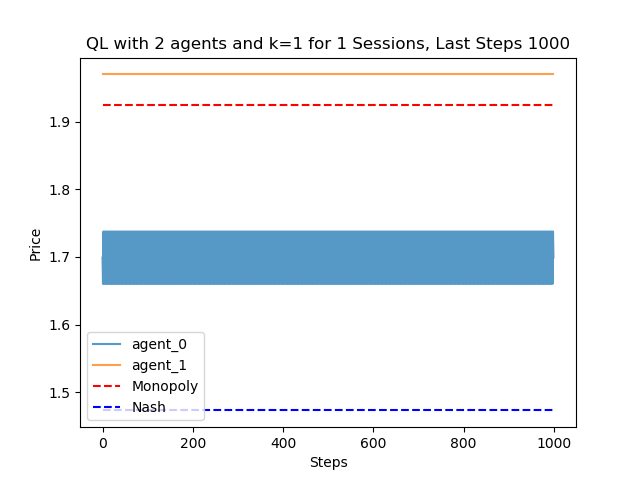 QL with 2 agents and k=1 for 1 Sessions, Last Steps 1000
Price
1.9
1.8
1.7
1.6
1.5
agent_0
agent_1
Monopoly
Nash
0 200 400 600 800 1000
Steps